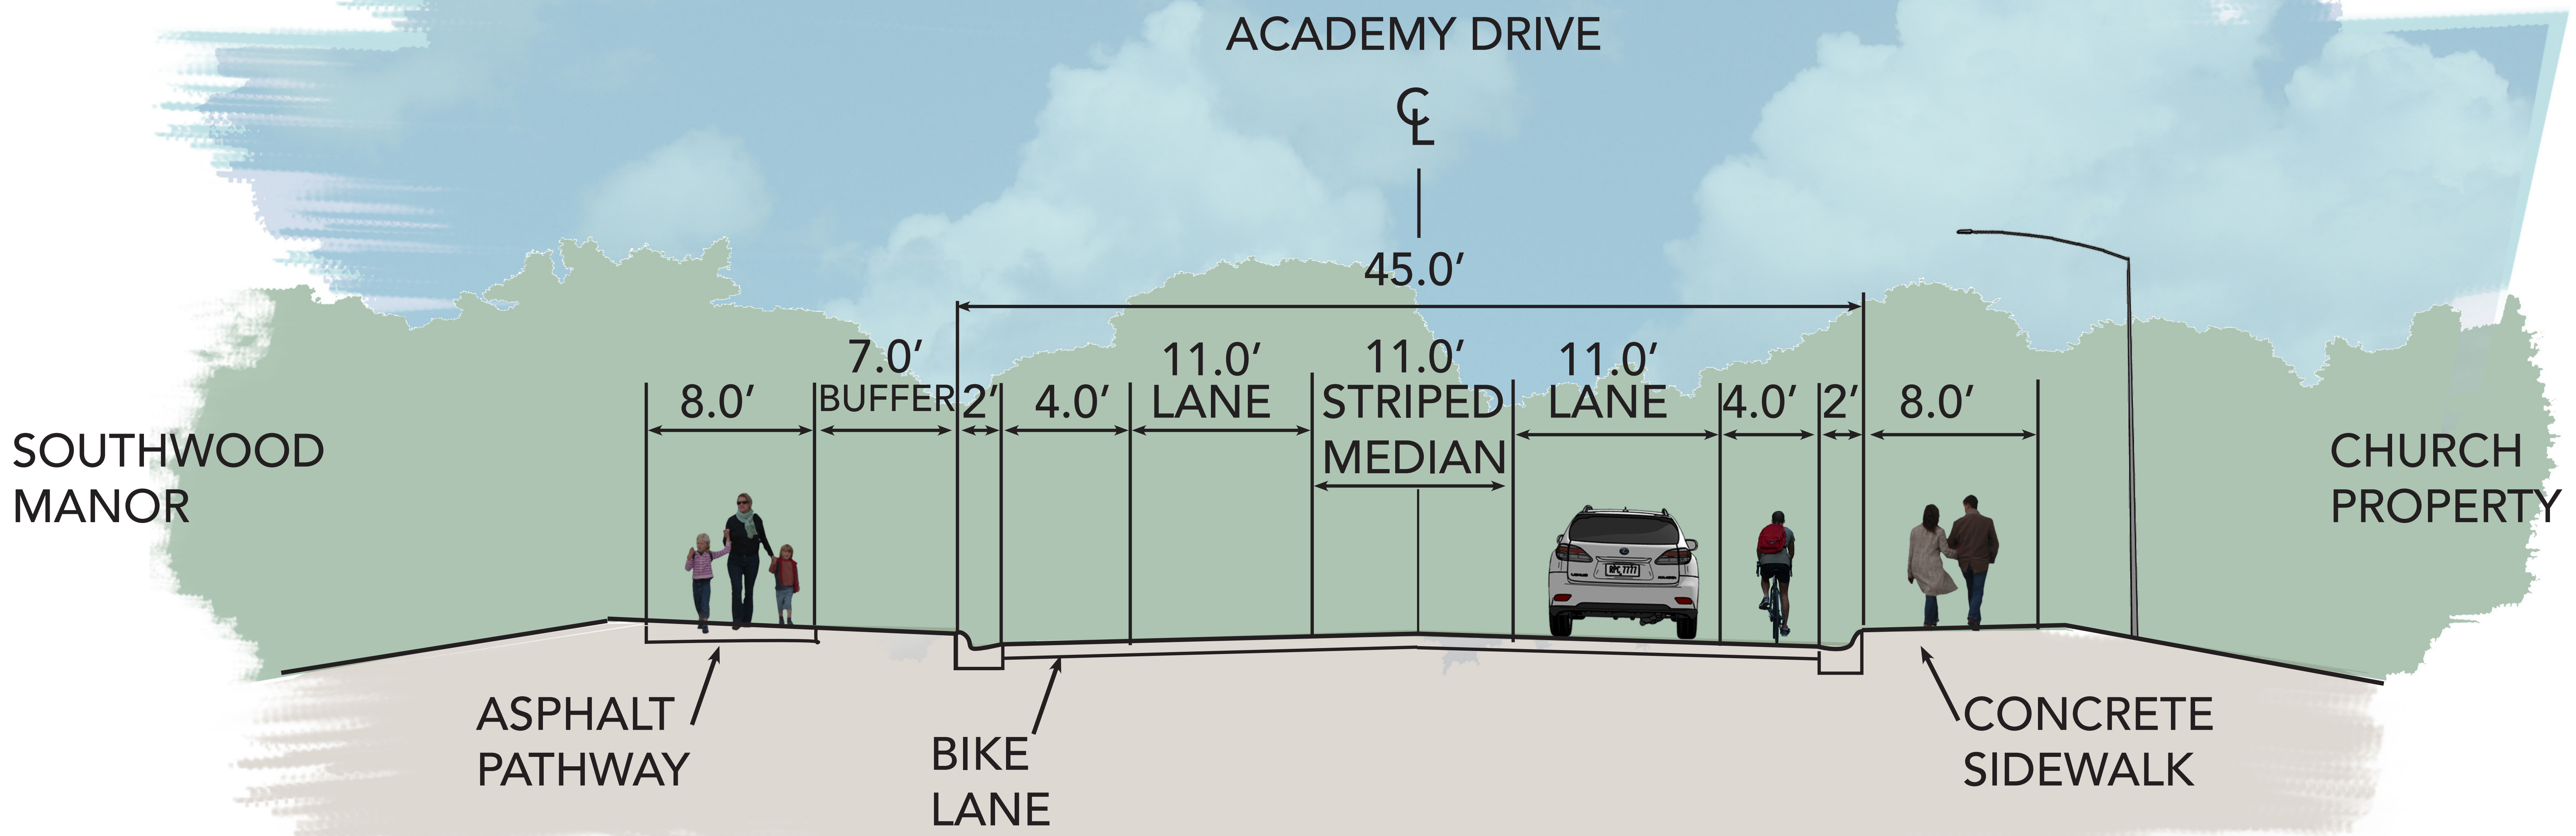 ACADEMY DRIVE
℄
45.0’
7.0’
BUFFER
8.0’
2’
4.0’
11.0’
LANE
11.0’
STRIPED
MEDIAN
11.0’
LANE
4.0’
2’
8.0’
SOUTHWOOD
MANOR
CHURCH
PROPERTY
ASPHALT
PATHWAY
BIKE
LANE
CONCRETE
SIDEWALK